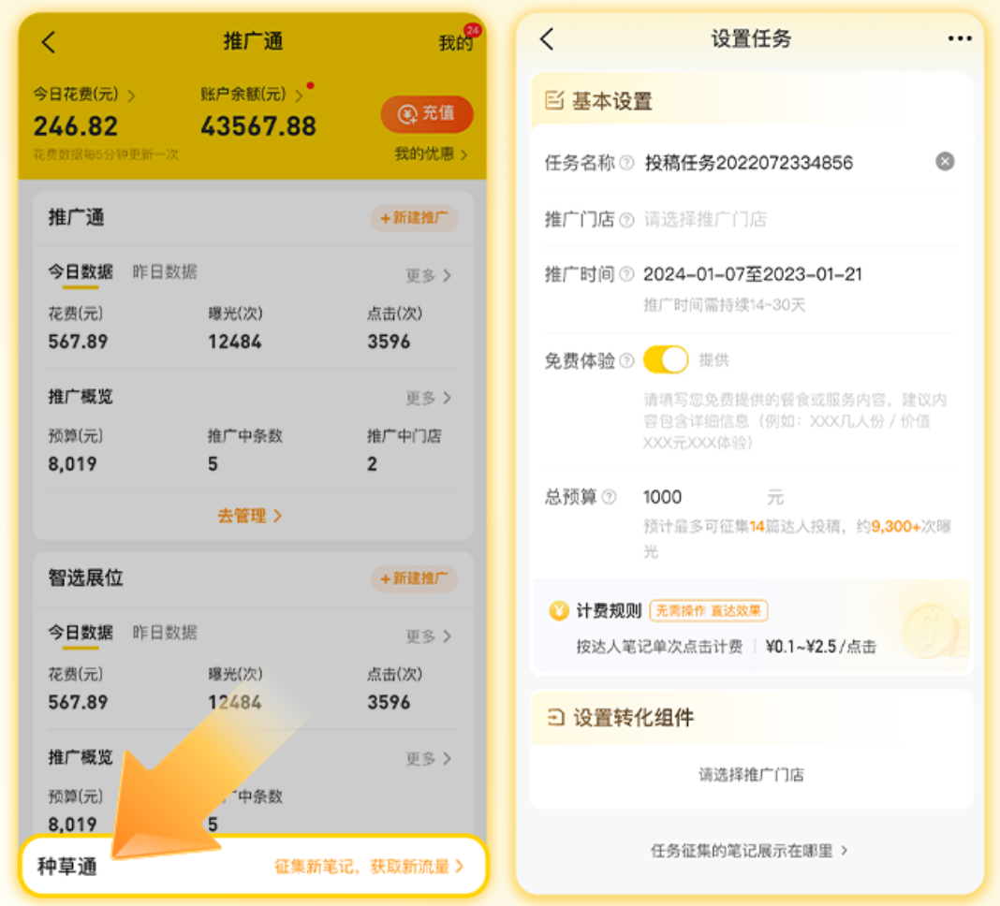 推广通
我的
24
今日花费(元)
账户余额(元)
246.82
43567.88
充值
花费数据每5分钟更新一次
我的优惠
推广通
+新建推广
今日数据 昨日数据 更多
花费(元) 曝光(次) 点击(次)
567.89 12484 3596
推广概览 更多
预算(元) 推广中条数 推广中门店
8,019 5 2
去管理
智选展位
+新建推广
今日数据 昨日数据 更多
花费(元) 曝光(次) 点击(次)
567.89 12484 3596
推广概览 更多
预算(元) 中条数
8,019 5
种草通 征集新笔记，获取新流量
设置任务
基本设置
任务名称 投稿任务2022072334856
推广门店 请选择推广门店
推广时间 2024-01-07至2023-01-21
推广时间需持续14~30天
免费体验 提供
请填写您免费提供的餐食或服务内容，建议内
容包含详细信息（例如：XXX几人份 / 价值
XXX元XXX体验）
总预算 1000 元
预计最多可征集14篇达人投稿，约9,300+次曝
光
计费规则 无需操作 直达效果
按达人笔记单次点击计费 | ¥0.1~¥2.5/点击
设置转化组件
请选择推广门店
任务征集的笔记展示在哪里